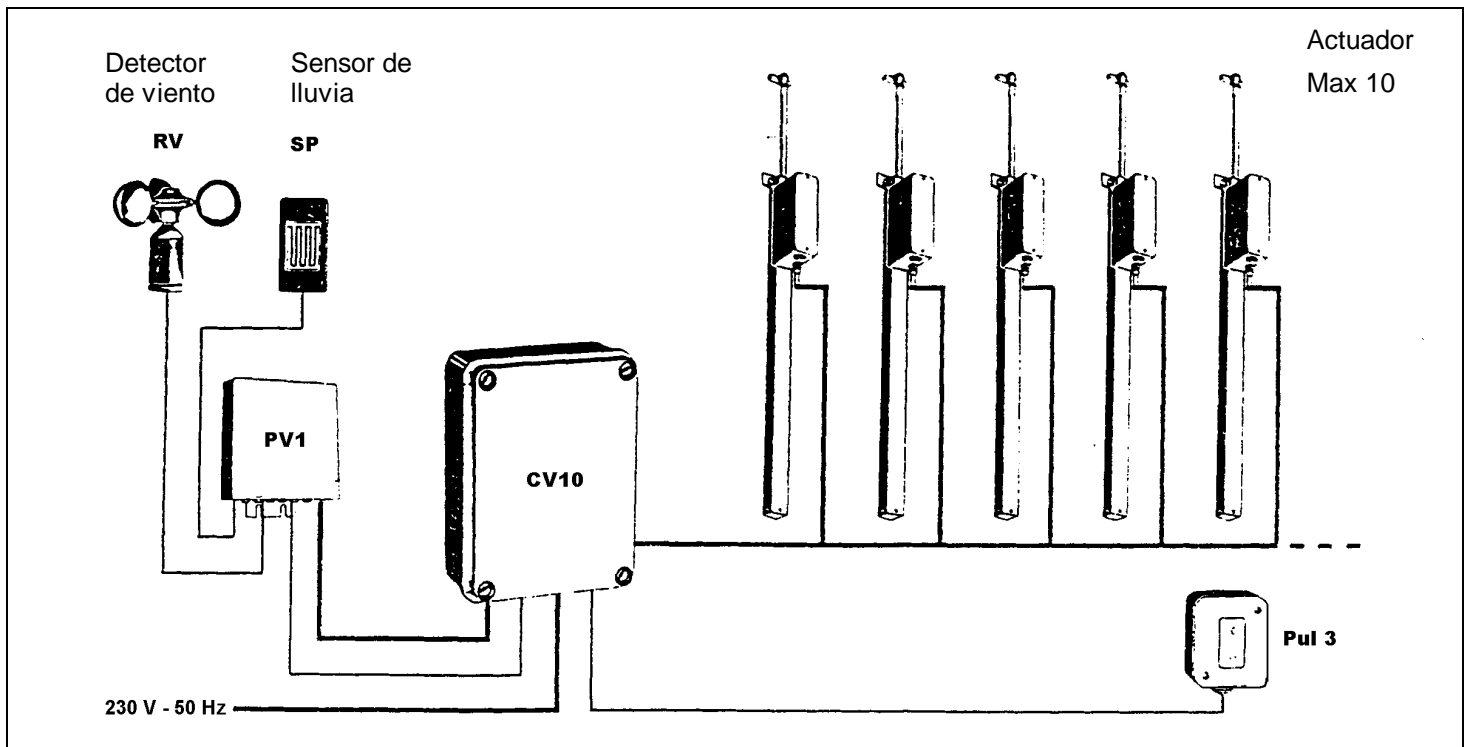 Detector
de viento
Sensor de
lluvia
Actuador
Max 10
RV
SP
PV1
CV10
Pul 3
230 V - 50 Hz